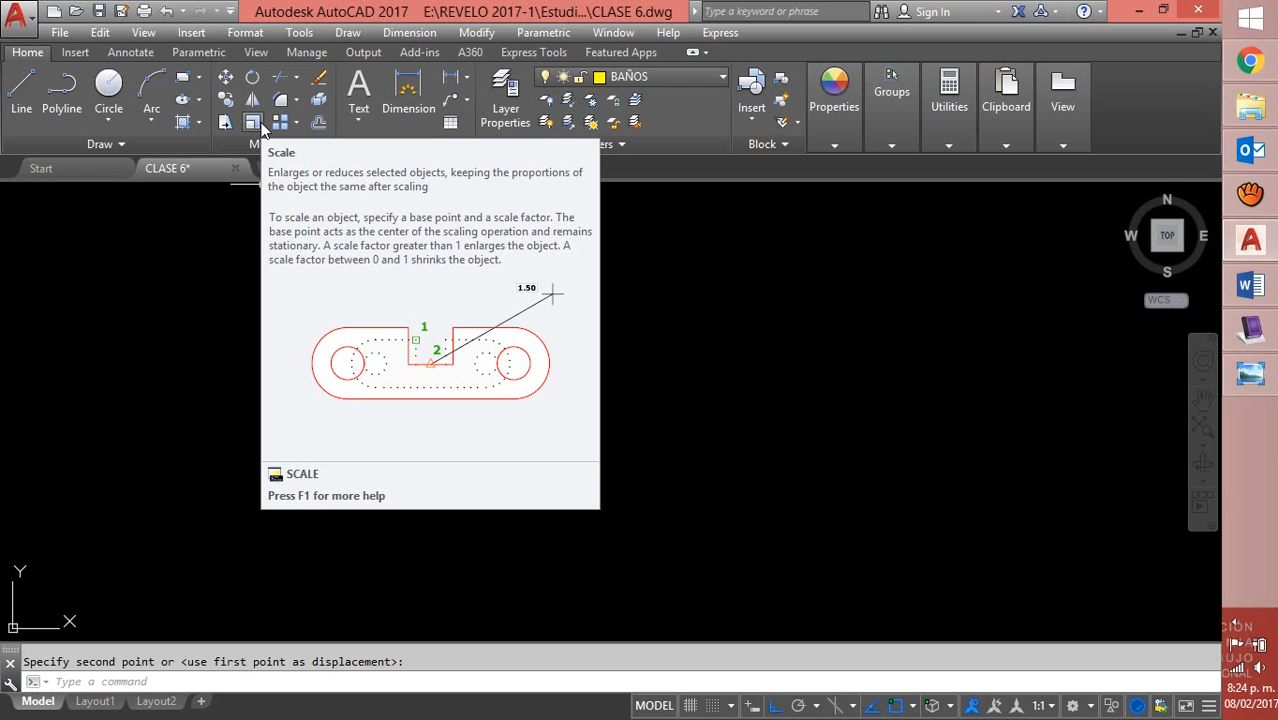 Autodesk AutoCAD 2017 E:\REVELO 2017-1\Estudi...\CLASE 6.dwg
Type a keyword or phrase
Sign In
File Edit View Insert Format Tools Draw Dimension Modify Parametric Window Help Express
Home Insert Annotate Parametric View Manage Output Add-ins A360 Express Tools Featured Apps
BAÑOS
Line Polyline Circle Arc Text Dimension Layer Properties Insert Properties Groups Utilities Clipboard View
Draw
Block
Start CLASE 6*
Scale
Enlarges or reduces selected objects, keeping the proportions of
the object the same after scaling
To scale an object, specify a base point and a scale factor. The
base point acts as the center of the scaling operation and remains
stationary. A scale factor greater than 1 enlarges the object. A
scale factor between 0 and 1 shrinks the object.
1.50
1
2
SCALE
Press F1 for more help
N
W TOP E
S
WCS
Y
X
Specify second point or <use first point as displacement>:
Type a command
Model Layout1 Layout2 +
MODEL
1:1
8:24 p. m.
08/02/2017